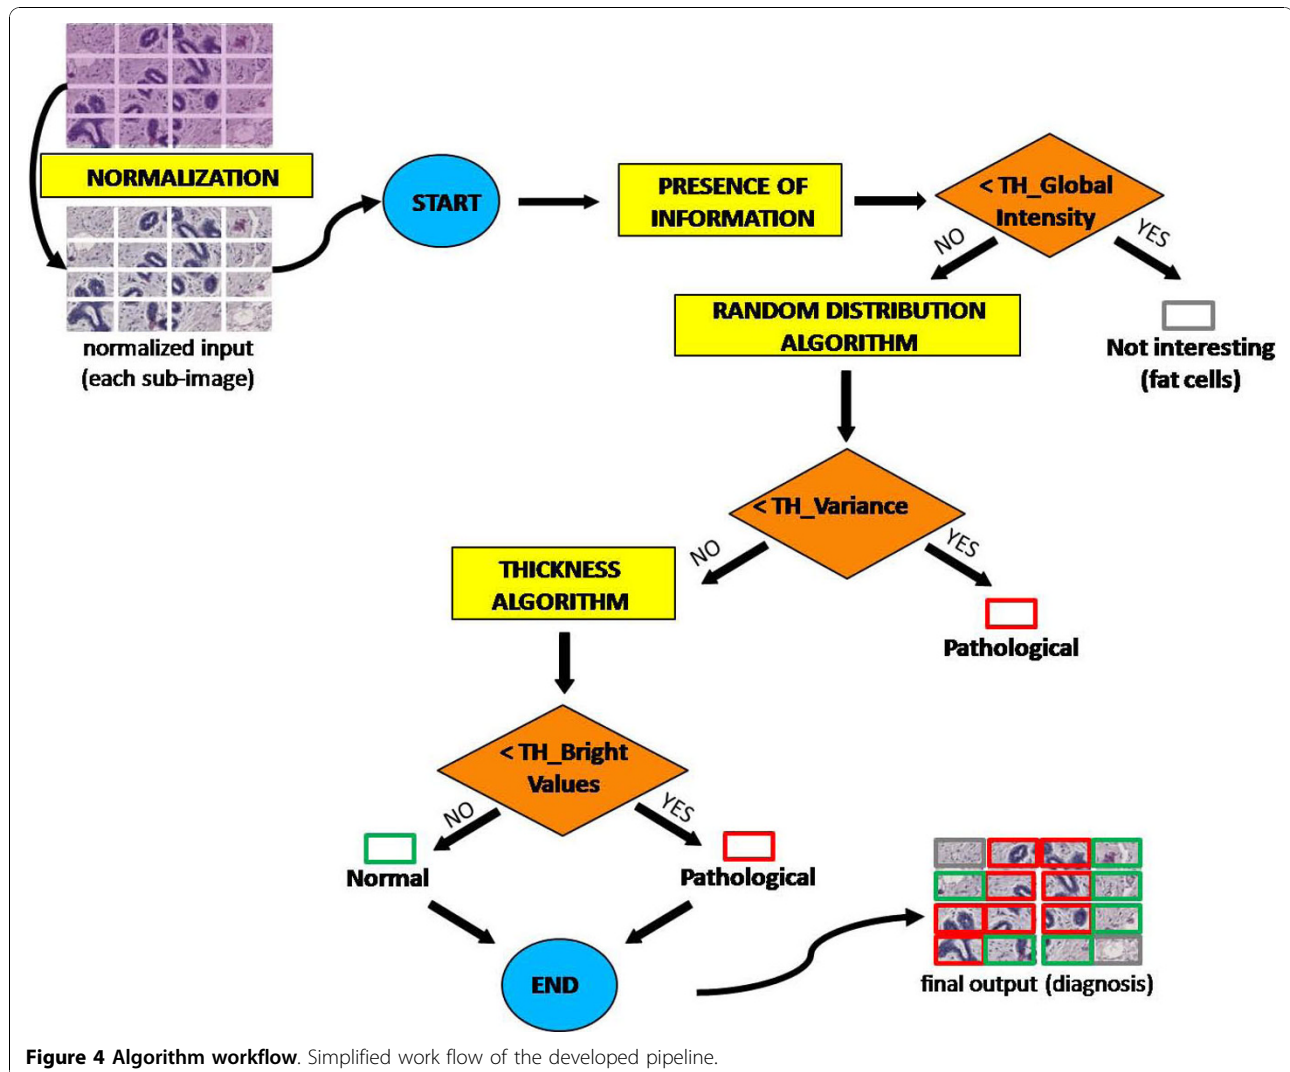 NORMALIZATION
normalized input
(each sub-image)
START
PRESENCE OF
INFORMATION
< TH_Global
Intensity
NO
YES
RANDOM DISTRIBUTION
ALGORITHM
Not interesting
(fat cells)
< TH_Variance
NO
YES
THICKNESS
ALGORITHM
Pathological
< TH_Bright
Values
NO
YES
Normal
Pathological
END
final output (diagnosis)
Figure 4 Algorithm workflow. Simplified work flow of the developed pipeline.